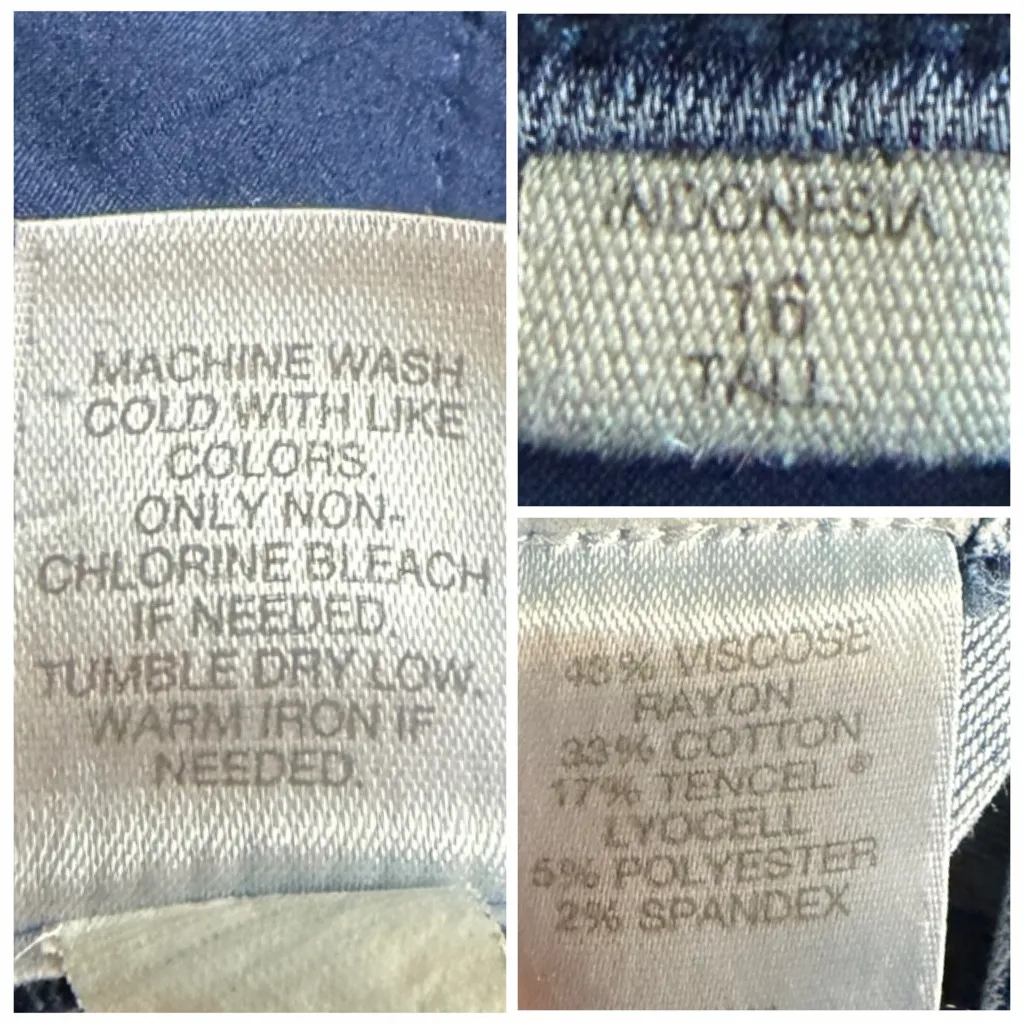 MACHINE WASH
COLD WITH LIKE
COLORS.
ONLY NON-
CHLORINE BLEACH
IF NEEDED.
TUMBLE DRY LOW.
WARM IRON IF
NEEDED.
INDONESIA
16
TALL
43% VISCOSE
RAYON
33% COTTON
17% TENCEL ®
LYOCELL
5% POLYESTER
2% SPANDEX